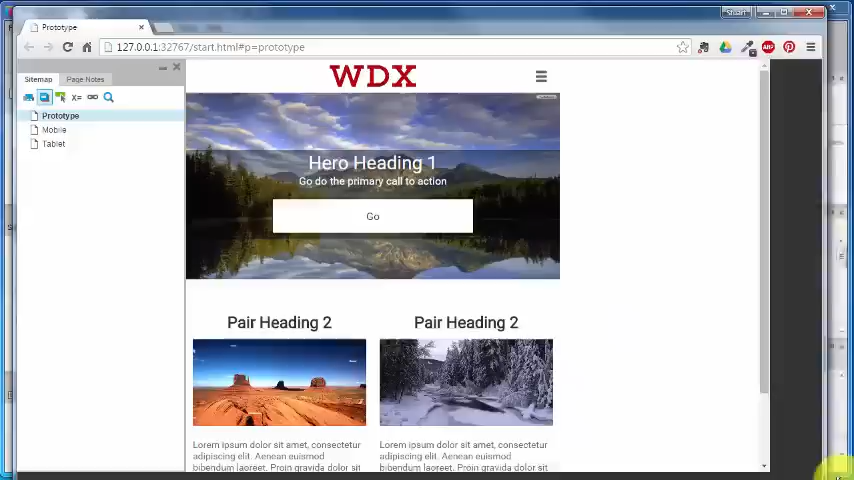 Prototype
127.0.0.1:32767/start.html#p=prototype
ABP
Sitemap
Page Notes
x=
Prototype
Mobile
Tablet
WDX
Hero Heading 1
Go do the primary call to action
Go
Pair Heading 2
Pair Heading 2
Lorem ipsum dolor sit amet, consectetur
adipiscing elit. Aenean euismod
bibendum laoreet. Proin gravida dolor sit
Lorem ipsum dolor sit amet, consectetur
adipiscing elit. Aenean euismod
bibendum laoreet. Proin gravida dolor sit